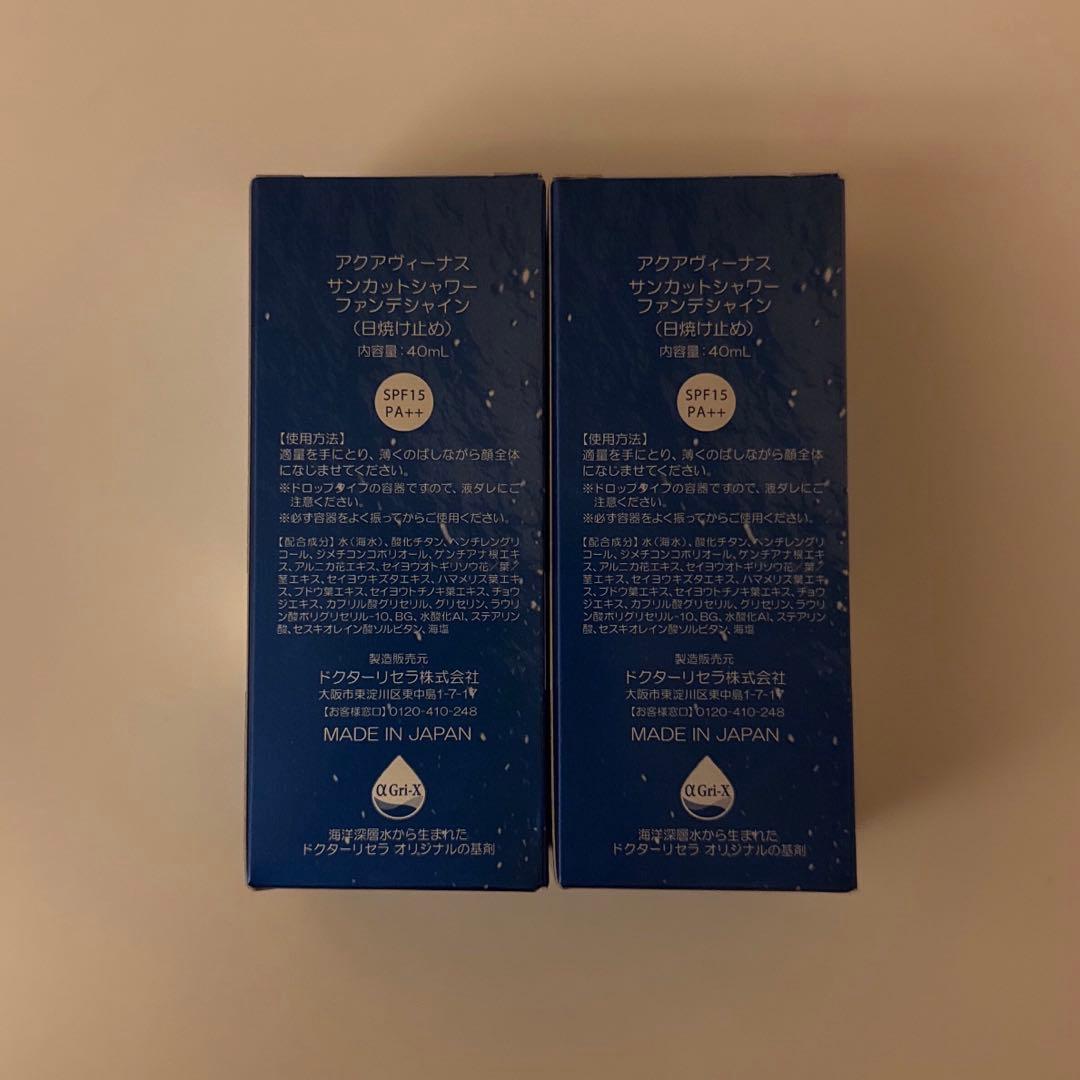 アクアヴィーナス
サンカットシャワー
ファンデシャイン
(日焼け止め)
内容量:40mL
SPF15
PA++
【使用方法】
適量を手にとり、薄くのばしながら顔全体
になじませてください。
※ドロップタイプの容器ですので、液ダレにご
注意ください。
※必ず容器をよく振ってからご使用ください。
【配合成分】水(海水)、酸化チタン、ペンチレングリ
コール、ジメチコンコポリオール、ゲンチアナ根エキ
ス、アルニカ花エキス、セイヨウオトギリソウ花/葉/
茎エキス、セイヨウキズタエキス、ハマメリス葉エキ
ス、ブドウ葉エキス、セイヨウトチノキ葉エキス、チョウ
ジエキス、カプリル酸グリセリル、グリセリン、ラウリ
ン酸ポリグリセリル-10、BG、水酸化Al、ステアリン
酸、セスキオレイン酸ソルビタン、海塩
製造販売元
ドクターリセラ株式会社
大阪市東淀川区東中島1-7-17
【お客様窓口】0120-410-248
MADE IN JAPAN
αGri-X
海洋深層水から生まれた
ドクターリセラ オリジナルの基剤
アクアヴィーナス
サンカットシャワー
ファンデシャイン
(日焼け止め)
内容量:40mL
SPF15
PA++
【使用方法】
適量を手にとり、薄くのばしながら顔全体
になじませてください。
※ドロップタイプの容器ですので、液ダレにご
注意ください。
※必ず容器をよく振ってからご使用ください。
【配合成分】水(海水)、酸化チタン、ペンチレングリ
コール、ジメチコンコポリオール、ゲンチアナ根エキ
ス、アルニカ花エキス、セイヨウオトギリソウ花/葉/
茎エキス、セイヨウキズタエキス、ハマメリス葉エキ
ス、ブドウ葉エキス、セイヨウトチノキ葉エキス、チョウ
ジエキス、カプリル酸グリセリル、グリセリン、ラウリ
ン酸ポリグリセリル-10、BG、水酸化Al、ステアリン
酸、セスキオレイン酸ソルビタン、海塩
製造販売元
ドクターリセラ株式会社
大阪市東淀川区東中島1-7-17
【お客様窓口】0120-410-248
MADE IN JAPAN
αGri-X
海洋深層水から生まれた
ドクターリセラ オリジナルの基剤